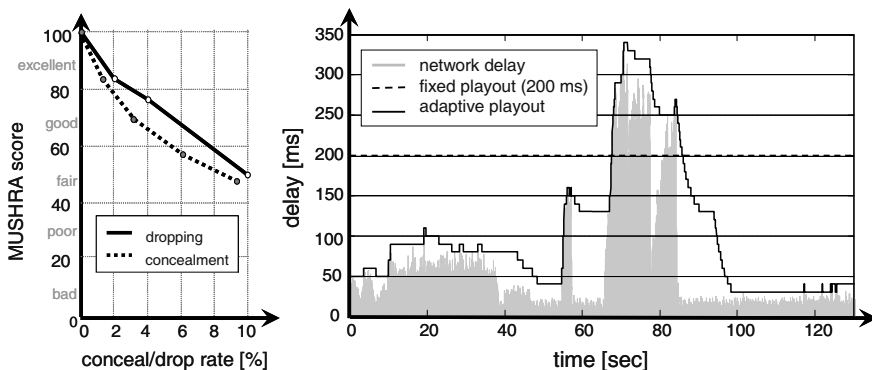 MUSHRA score
100
excellent
80
good
60
fair
40
poor
20
bad
0
dropping
concealment
0 2 4 6 8 10
conceal/drop rate [%]
delay [ms]
350
300
250
200
150
100
50
0
network delay
fixed playout (200 ms)
adaptive playout
0 20 40 60 80 100 120
time [sec]